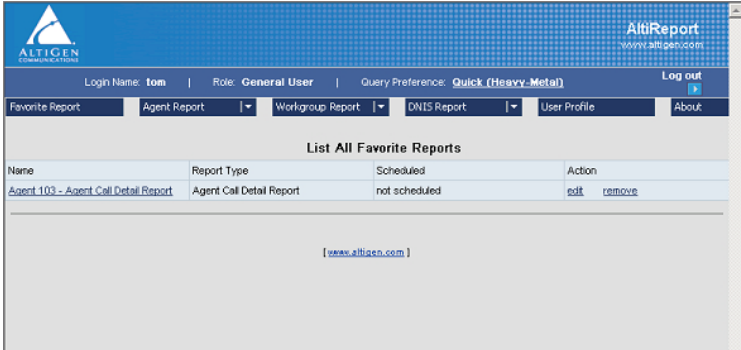 AltiReport
www.altigen.com
ALTIGEN
COMMUNICATIONS
Login Name: tom | Role: General User | Query Preference: Quick (Heavy-Metal) Log out
Favorite Report Agent Report Workgroup Report DNIS Report User Profile About
List All Favorite Reports
Name Report Type Scheduled Action
Agent 103 - Agent Call Detail Report Agent Call Detail Report not scheduled edit remove
[ www.altigen.com ]